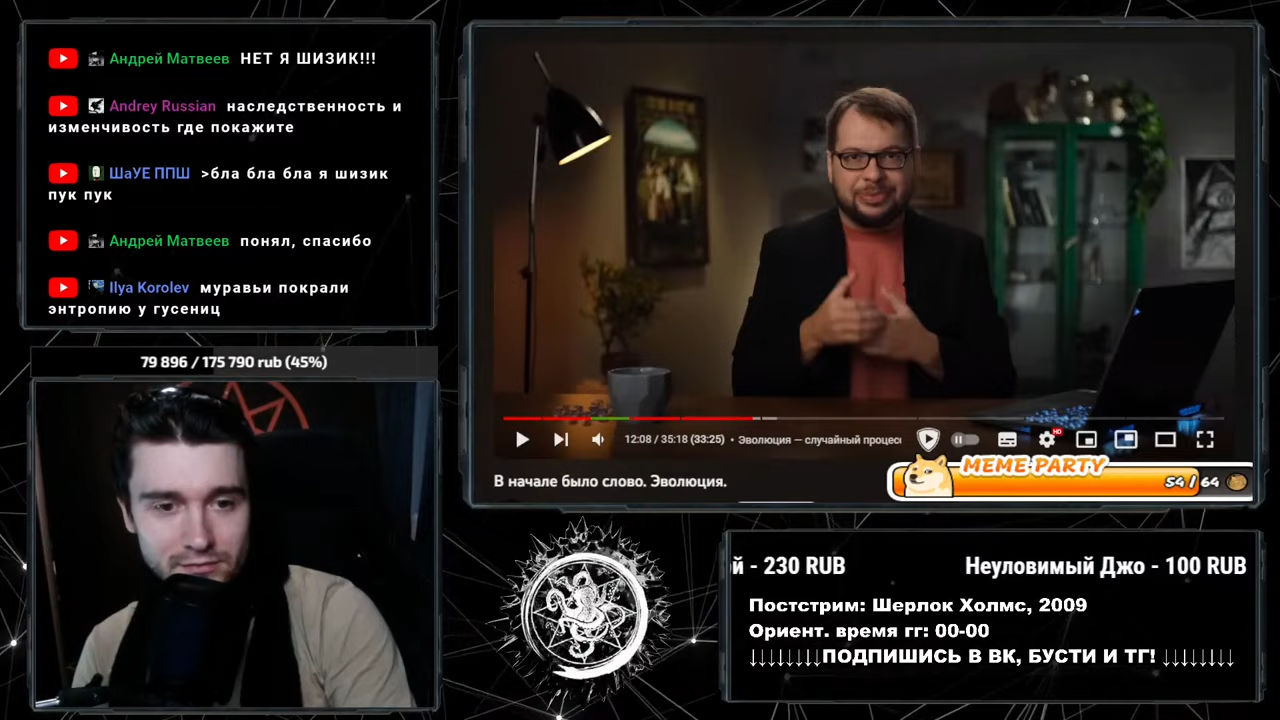 Андрей Матвеев НЕТ Я ШИЗИК!!!
Andrey Russian наследственность и
изменчивость где покажите
ШаУЕ ППШ >бла бла бла я шизик
пук пук
Андрей Матвеев понял, спасибо
Ilya Korolev муравьи покрали
энтропию у гусениц
79 896 / 175 790 rub (45%)
12:08 / 35:18 (33:25) • Эволюция — случайный процесс
HD
В начале было слово. Эволюция.
MEME PARTY
54 / 64
й - 230 RUB Неуловимый Джо - 100 RUB
Постстрим: Шерлок Холмс, 2009
Ориент. время гг: 00-00
↓↓↓↓↓↓↓↓ПОДПИШИСЬ В ВК, БУСТИ И ТГ! ↓↓↓↓↓↓↓↓